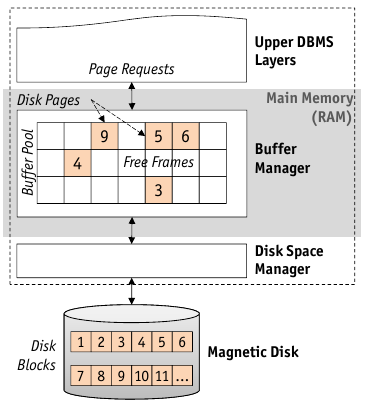 Upper DBMS
Layers
Page Requests
Disk Pages
Main Memory
(RAM)
Buffer Pool
9 5 6
4 Free Frames
3
Buffer
Manager
Disk Space
Manager
Disk
Blocks
1 2 3 4 5 6
7 8 9 10 11 ...
Magnetic Disk